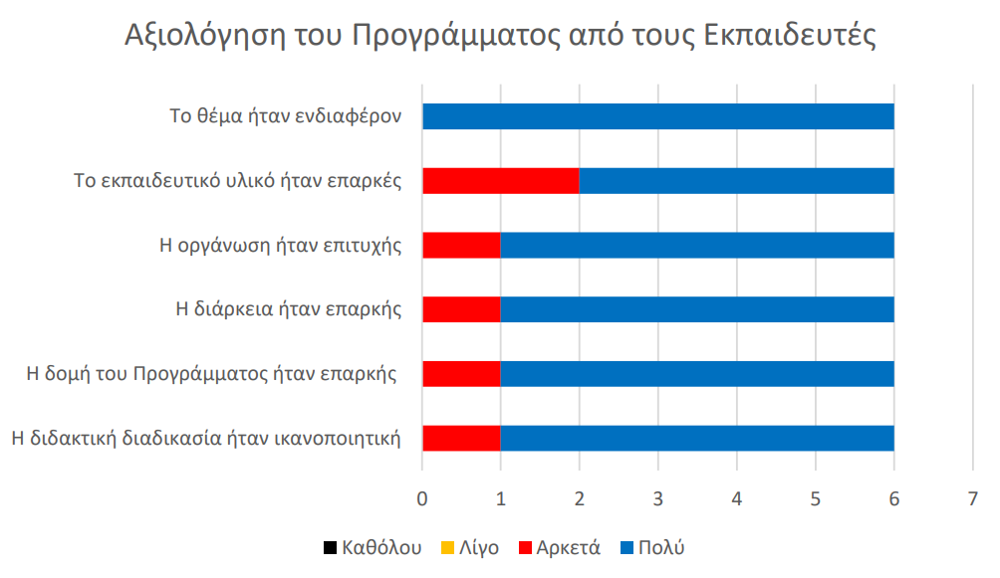 Αξιολόγηση του Προγράμματος από τους Εκπαιδευτές
Το θέμα ήταν ενδιαφέρον
Το εκπαιδευτικό υλικό ήταν επαρκές
Η οργάνωση ήταν επιτυχής
Η διάρκεια ήταν επαρκής
Η δομή του Προγράμματος ήταν επαρκής
Η διδακτική διαδικασία ήταν ικανοποιητική
0 1 2 3 4 5 6 7
Καθόλου Λίγο Αρκετά Πολύ